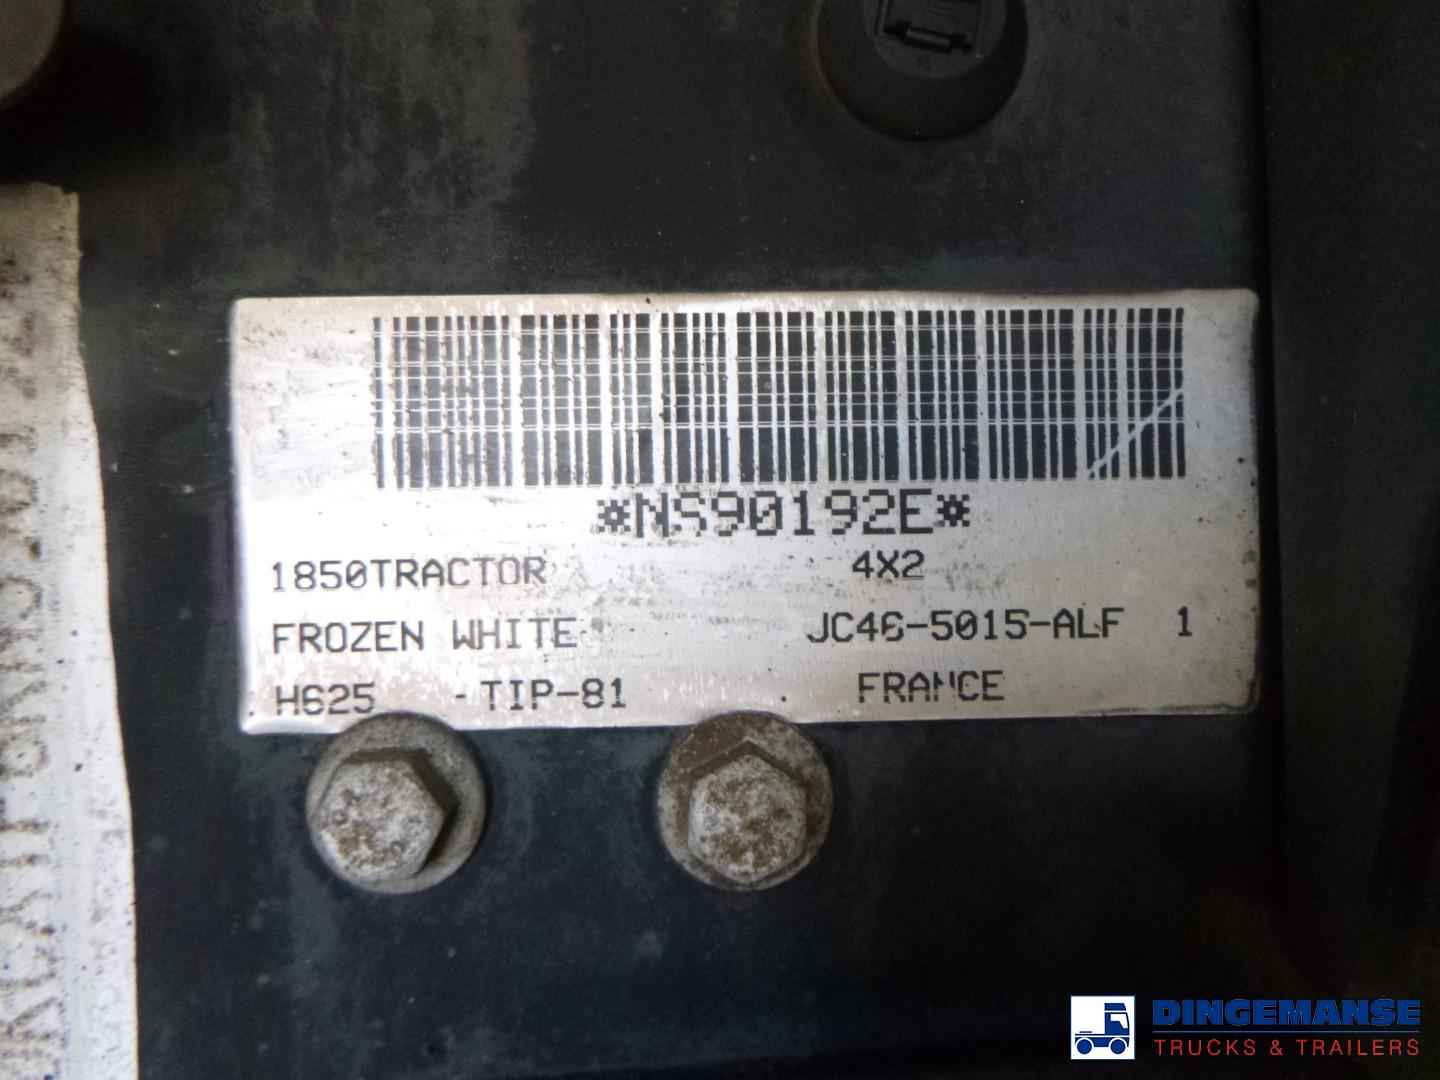 *NS90192E*
1850TRACTOR 4X2
FROZEN WHITE JC46-5015-ALF 1
H625 -TIP-81 FRANCE
DINGEMANSE
TRUCKS & TRAILERS